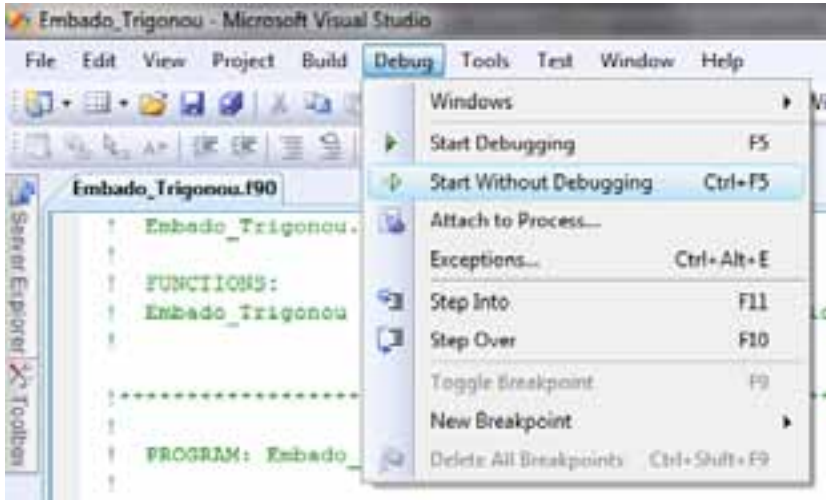 Embado_Trigonou - Microsoft Visual Studio
File Edit View Project Build Debug Tools Test Window Help
Windows
Start Debugging F5
Start Without Debugging Ctrl+F5
Attach to Process...
Exceptions... Ctrl+Alt+E
Step Into F11
Step Over F10
Toggle Breakpoint F9
New Breakpoint
Delete All Breakpoints Ctrl+Shift+F9
Server Explorer
Toolbox
Embado_Trigonou.f90
! Embado_Trigonou.
!
! FUNCTIONS:
! Embado_Trigonou
!
!
! PROGRAM: Embado_
!